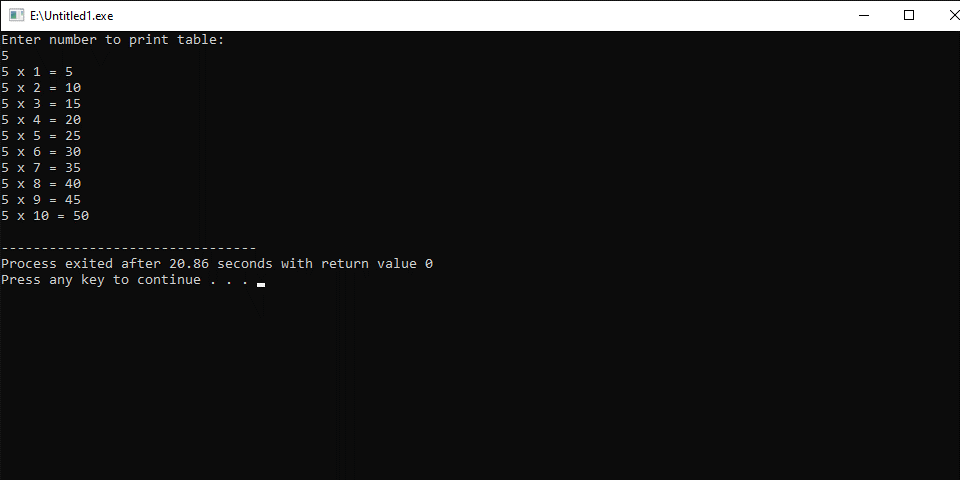 E:\Untitled1.exe
Enter number to print table:
5
5 x 1 = 5
5 x 2 = 10
5 x 3 = 15
5 x 4 = 20
5 x 5 = 25
5 x 6 = 30
5 x 7 = 35
5 x 8 = 40
5 x 9 = 45
5 x 10 = 50
--------------------------------
Process exited after 20.86 seconds with return value 0
Press any key to continue . . .